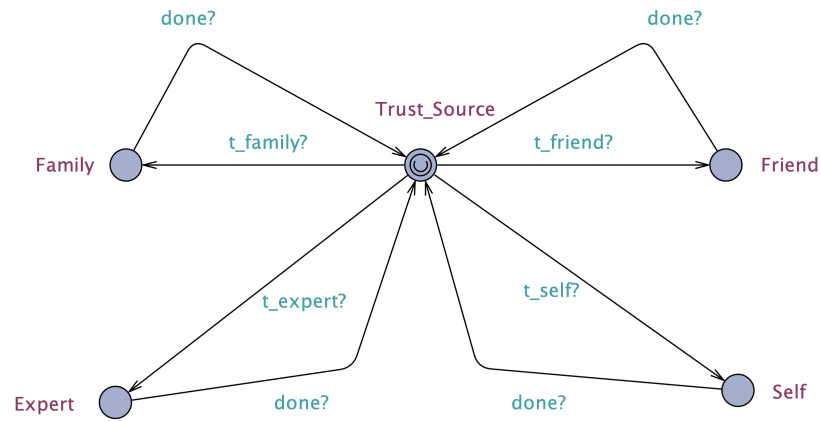 done?
done?
Trust_Source
t_family?
t_friend?
Family
Friend
t_expert?
t_self?
Expert
done?
done?
Self